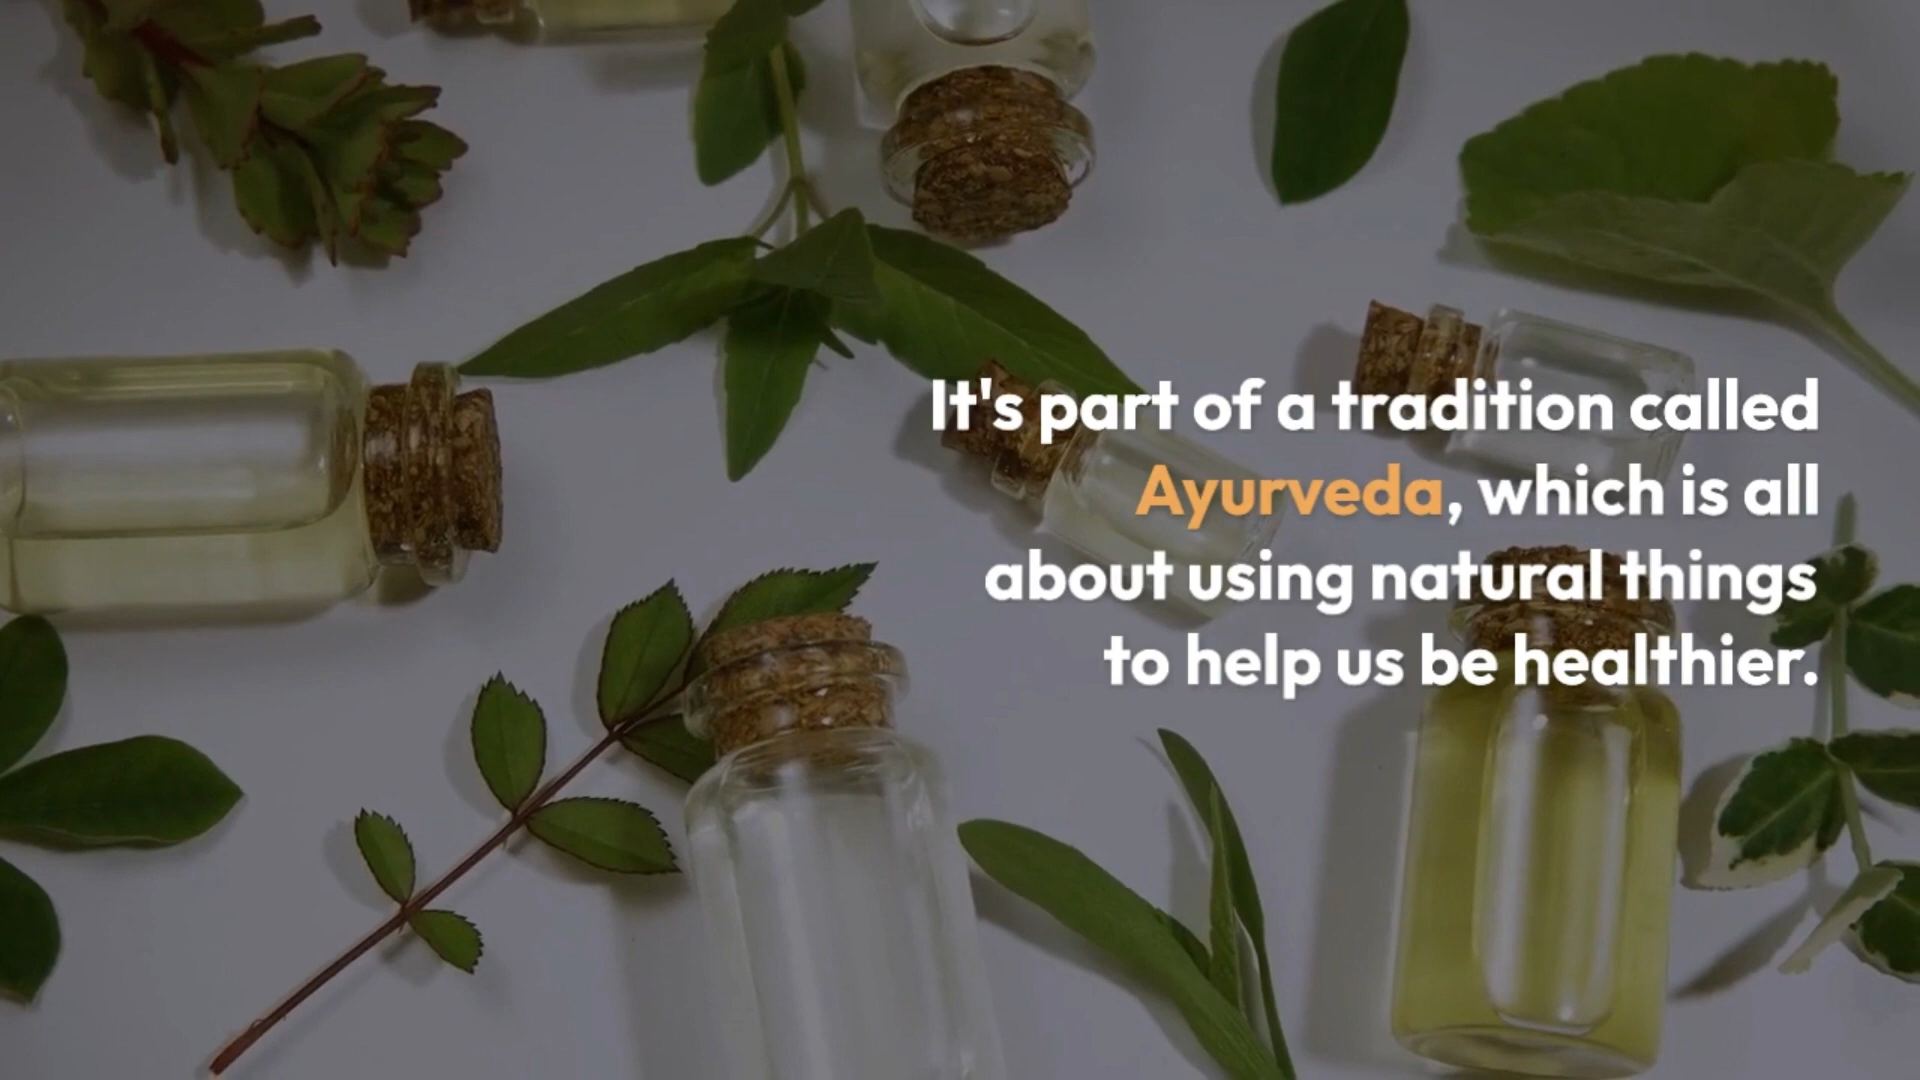 It's part of a tradition called
Ayurveda, which is all
about using natural things
to help us be healthier.